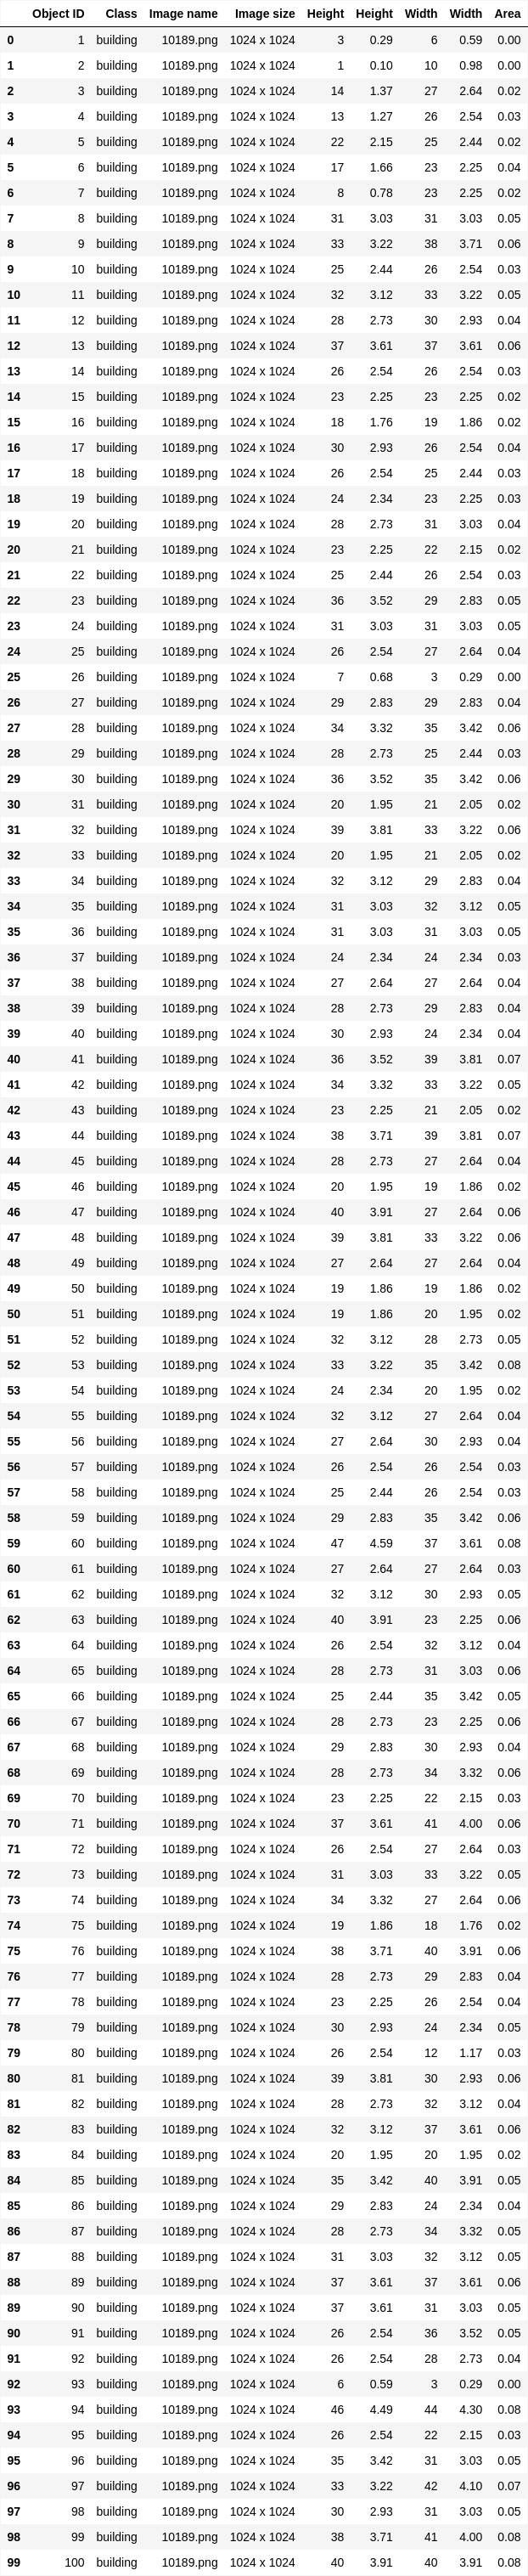 Object ID Class Image name Image size Height Height Width Width Area
0 1 building 10189.png 1024 x 1024 3 0.29 6 0.59 0.00
1 2 building 10189.png 1024 x 1024 1 0.10 10 0.98 0.00
2 3 building 10189.png 1024 x 1024 14 1.37 27 2.64 0.02
3 4 building 10189.png 1024 x 1024 13 1.27 26 2.54 0.03
4 5 building 10189.png 1024 x 1024 22 2.15 25 2.44 0.02
5 6 building 10189.png 1024 x 1024 17 1.66 23 2.25 0.04
6 7 building 10189.png 1024 x 1024 8 0.78 23 2.25 0.02
7 8 building 10189.png 1024 x 1024 31 3.03 31 3.03 0.05
8 9 building 10189.png 1024 x 1024 33 3.22 38 3.71 0.06
9 10 building 10189.png 1024 x 1024 25 2.44 26 2.54 0.03
10 11 building 10189.png 1024 x 1024 32 3.12 33 3.22 0.05
11 12 building 10189.png 1024 x 1024 28 2.73 30 2.93 0.04
12 13 building 10189.png 1024 x 1024 37 3.61 37 3.61 0.06
13 14 building 10189.png 1024 x 1024 26 2.54 26 2.54 0.03
14 15 building 10189.png 1024 x 1024 23 2.25 23 2.25 0.02
15 16 building 10189.png 1024 x 1024 18 1.76 19 1.86 0.02
16 17 building 10189.png 1024 x 1024 30 2.93 26 2.54 0.04
17 18 building 10189.png 1024 x 1024 26 2.54 25 2.44 0.03
18 19 building 10189.png 1024 x 1024 24 2.34 23 2.25 0.03
19 20 building 10189.png 1024 x 1024 28 2.73 31 3.03 0.04
20 21 building 10189.png 1024 x 1024 23 2.25 22 2.15 0.02
21 22 building 10189.png 1024 x 1024 25 2.44 26 2.54 0.03
22 23 building 10189.png 1024 x 1024 36 3.52 29 2.83 0.05
23 24 building 10189.png 1024 x 1024 31 3.03 31 3.03 0.05
24 25 building 10189.png 1024 x 1024 26 2.54 27 2.64 0.04
25 26 building 10189.png 1024 x 1024 7 0.68 3 0.29 0.00
26 27 building 10189.png 1024 x 1024 29 2.83 29 2.83 0.04
27 28 building 10189.png 1024 x 1024 34 3.32 35 3.42 0.06
28 29 building 10189.png 1024 x 1024 28 2.73 25 2.44 0.03
29 30 building 10189.png 1024 x 1024 36 3.52 35 3.42 0.06
30 31 building 10189.png 1024 x 1024 20 1.95 21 2.05 0.02
31 32 building 10189.png 1024 x 1024 39 3.81 33 3.22 0.06
32 33 building 10189.png 1024 x 1024 20 1.95 21 2.05 0.02
33 34 building 10189.png 1024 x 1024 32 3.12 29 2.83 0.04
34 35 building 10189.png 1024 x 1024 31 3.03 32 3.12 0.05
35 36 building 10189.png 1024 x 1024 31 3.03 31 3.03 0.05
36 37 building 10189.png 1024 x 1024 24 2.34 24 2.34 0.03
37 38 building 10189.png 1024 x 1024 27 2.64 27 2.64 0.04
38 39 building 10189.png 1024 x 1024 28 2.73 29 2.83 0.04
39 40 building 10189.png 1024 x 1024 30 2.93 24 2.34 0.04
40 41 building 10189.png 1024 x 1024 36 3.52 39 3.81 0.07
41 42 building 10189.png 1024 x 1024 34 3.32 33 3.22 0.05
42 43 building 10189.png 1024 x 1024 23 2.25 21 2.05 0.02
43 44 building 10189.png 1024 x 1024 38 3.71 39 3.81 0.07
44 45 building 10189.png 1024 x 1024 28 2.73 27 2.64 0.04
45 46 building 10189.png 1024 x 1024 20 1.95 19 1.86 0.02
46 47 building 10189.png 1024 x 1024 40 3.91 27 2.64 0.06
47 48 building 10189.png 1024 x 1024 39 3.81 33 3.22 0.06
48 49 building 10189.png 1024 x 1024 27 2.64 27 2.64 0.04
49 50 building 10189.png 1024 x 1024 19 1.86 19 1.86 0.02
50 51 building 10189.png 1024 x 1024 19 1.86 20 1.95 0.02
51 52 building 10189.png 1024 x 1024 32 3.12 28 2.73 0.05
52 53 building 10189.png 1024 x 1024 33 3.22 35 3.42 0.08
53 54 building 10189.png 1024 x 1024 24 2.34 20 1.95 0.02
54 55 building 10189.png 1024 x 1024 32 3.12 27 2.64 0.04
55 56 building 10189.png 1024 x 1024 27 2.64 30 2.93 0.04
56 57 building 10189.png 1024 x 1024 26 2.54 26 2.54 0.03
57 58 building 10189.png 1024 x 1024 25 2.44 26 2.54 0.03
58 59 building 10189.png 1024 x 1024 29 2.83 35 3.42 0.06
59 60 building 10189.png 1024 x 1024 47 4.59 37 3.61 0.08
60 61 building 10189.png 1024 x 1024 27 2.64 27 2.64 0.03
61 62 building 10189.png 1024 x 1024 32 3.12 30 2.93 0.05
62 63 building 10189.png 1024 x 1024 40 3.91 23 2.25 0.06
63 64 building 10189.png 1024 x 1024 26 2.54 32 3.12 0.04
64 65 building 10189.png 1024 x 1024 28 2.73 31 3.03 0.06
65 66 building 10189.png 1024 x 1024 25 2.44 35 3.42 0.05
66 67 building 10189.png 1024 x 1024 28 2.73 23 2.25 0.06
67 68 building 10189.png 1024 x 1024 29 2.83 30 2.93 0.04
68 69 building 10189.png 1024 x 1024 28 2.73 34 3.32 0.06
69 70 building 10189.png 1024 x 1024 23 2.25 22 2.15 0.03
70 71 building 10189.png 1024 x 1024 37 3.61 41 4.00 0.06
71 72 building 10189.png 1024 x 1024 26 2.54 27 2.64 0.03
72 73 building 10189.png 1024 x 1024 31 3.03 33 3.22 0.05
73 74 building 10189.png 1024 x 1024 34 3.32 27 2.64 0.06
74 75 building 10189.png 1024 x 1024 19 1.86 18 1.76 0.02
75 76 building 10189.png 1024 x 1024 38 3.71 40 3.91 0.06
76 77 building 10189.png 1024 x 1024 28 2.73 29 2.83 0.04
77 78 building 10189.png 1024 x 1024 23 2.25 26 2.54 0.04
78 79 building 10189.png 1024 x 1024 30 2.93 24 2.34 0.05
79 80 building 10189.png 1024 x 1024 26 2.54 12 1.17 0.03
80 81 building 10189.png 1024 x 1024 39 3.81 30 2.93 0.06
81 82 building 10189.png 1024 x 1024 28 2.73 32 3.12 0.04
82 83 building 10189.png 1024 x 1024 32 3.12 37 3.61 0.06
83 84 building 10189.png 1024 x 1024 20 1.95 20 1.95 0.02
84 85 building 10189.png 1024 x 1024 35 3.42 40 3.91 0.05
85 86 building 10189.png 1024 x 1024 29 2.83 24 2.34 0.04
86 87 building 10189.png 1024 x 1024 28 2.73 34 3.32 0.05
87 88 building 10189.png 1024 x 1024 31 3.03 32 3.12 0.05
88 89 building 10189.png 1024 x 1024 37 3.61 37 3.61 0.06
89 90 building 10189.png 1024 x 1024 37 3.61 31 3.03 0.05
90 91 building 10189.png 1024 x 1024 26 2.54 36 3.52 0.05
91 92 building 10189.png 1024 x 1024 26 2.54 28 2.73 0.04
92 93 building 10189.png 1024 x 1024 6 0.59 3 0.29 0.00
93 94 building 10189.png 1024 x 1024 46 4.49 44 4.30 0.08
94 95 building 10189.png 1024 x 1024 26 2.54 22 2.15 0.03
95 96 building 10189.png 1024 x 1024 35 3.42 31 3.03 0.05
96 97 building 10189.png 1024 x 1024 33 3.22 42 4.10 0.07
97 98 building 10189.png 1024 x 1024 30 2.93 31 3.03 0.05
98 99 building 10189.png 1024 x 1024 38 3.71 41 4.00 0.08
99 100 building 10189.png 1024 x 1024 40 3.91 40 3.91 0.08